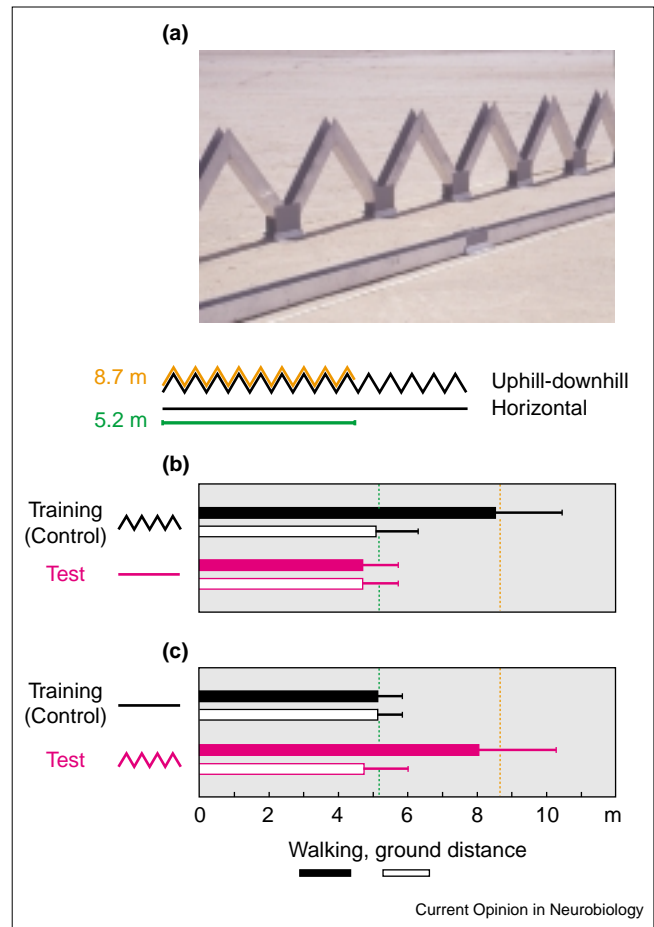 (a)
8.7 m
Uphill-downhill
Horizontal
5.2 m
(b)
Training
(Control)
Test
(c)
Training
(Control)
Test
0 2 4 6 8 10 m
Walking, ground distance
Current Opinion in Neurobiology